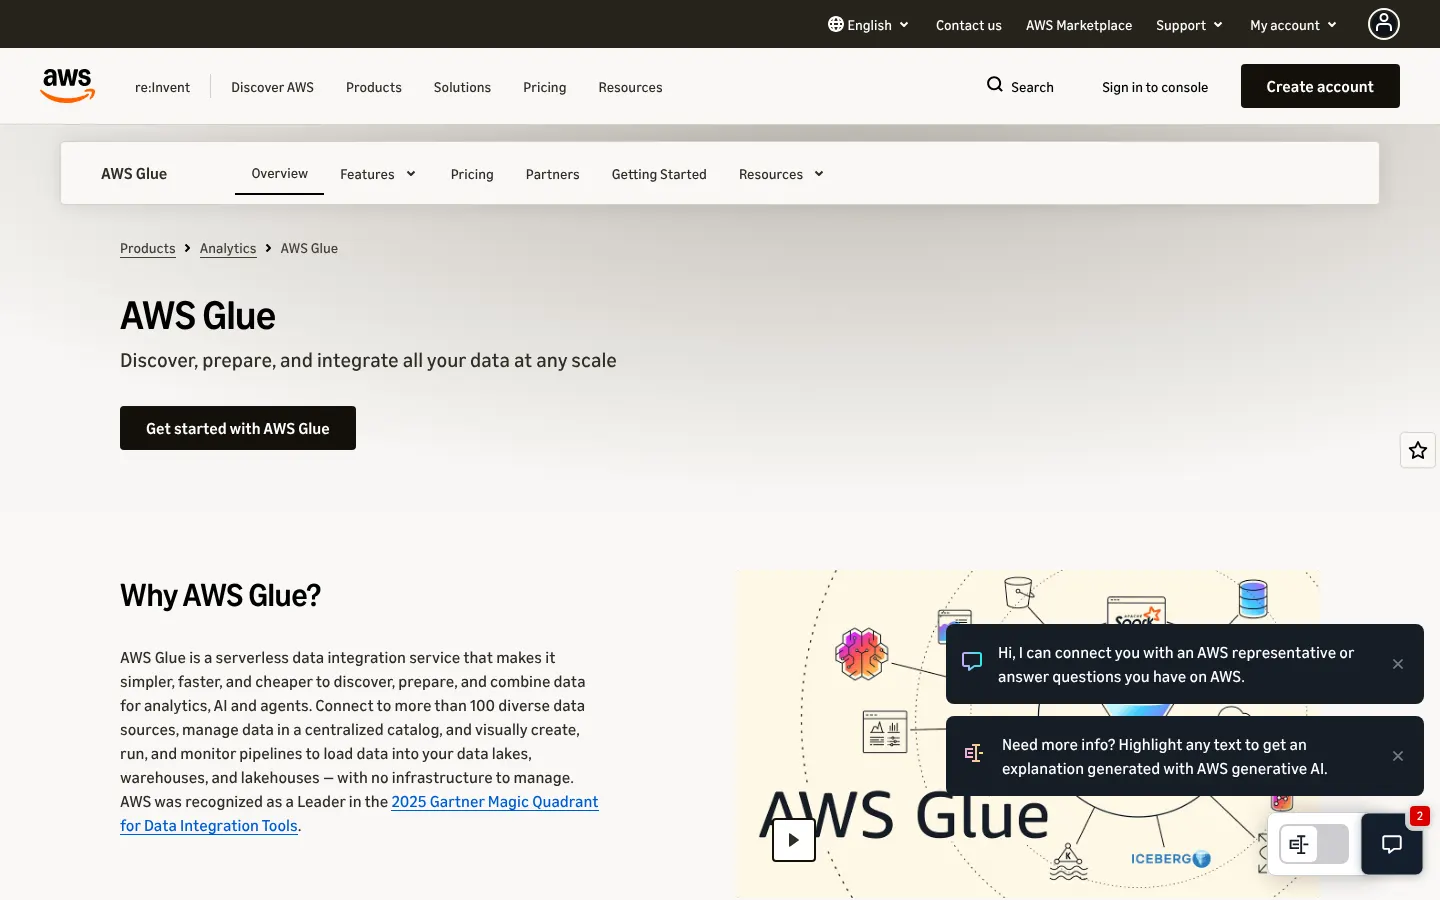 English
Contact us
AWS Marketplace
Support
My account
aws
re:Invent
Discover AWS
Products
Solutions
Pricing
Resources
Search
Sign in to console
Create account
AWS Glue
Overview
Features
Pricing
Partners
Getting Started
Resources
Products
Analytics
AWS Glue
AWS Glue
Discover, prepare, and integrate all your data at any scale
Get started with AWS Glue
Why AWS Glue?
AWS Glue is a serverless data integration service that makes it
simpler, faster, and cheaper to discover, prepare, and combine data
for analytics, AI and agents. Connect to more than 100 diverse data
sources, manage data in a centralized catalog, and visually create,
run, and monitor pipelines to load data into your data lakes,
warehouses, and lakehouses — with no infrastructure to manage.
AWS was recognized as a Leader in the 2025 Gartner Magic Quadrant
for Data Integration Tools.
Spark
Hi, I can connect you with an AWS representative or
answer questions you have on AWS.
Need more info? Highlight any text to get an
explanation generated with AWS generative AI.
AWS Glue
K
ICEBERG
2